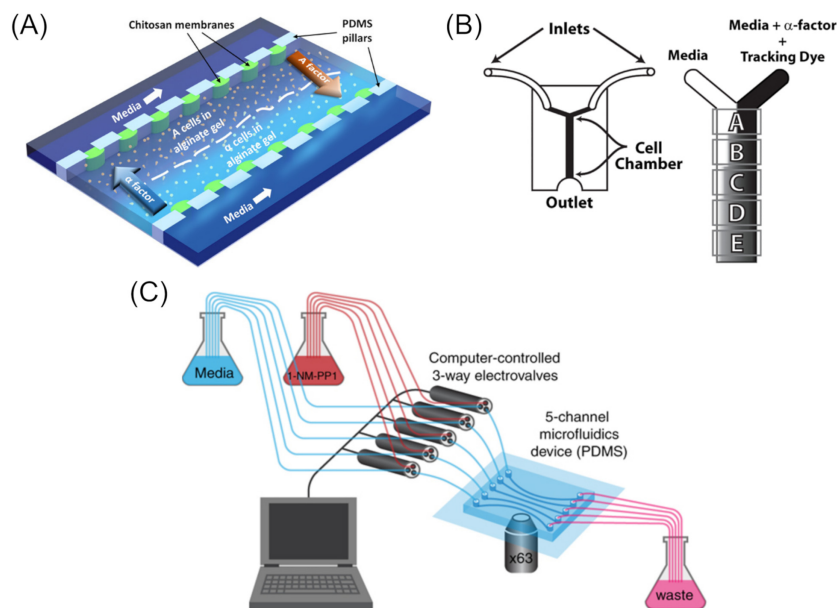 (A)
Chitosan membranes
PDMS
pillars
Media
A factor
A cells in
alginate gel
α cells in
alginate gel
α factor
Media
(B)
Inlets
Cell
Chamber
Outlet
Media
Media + α-factor
+
Tracking Dye
A
B
C
D
E
(C)
Media
1-NM-PP1
Computer-controlled
3-way electrovalves
5-channel
microfluidics
device (PDMS)
x63
waste